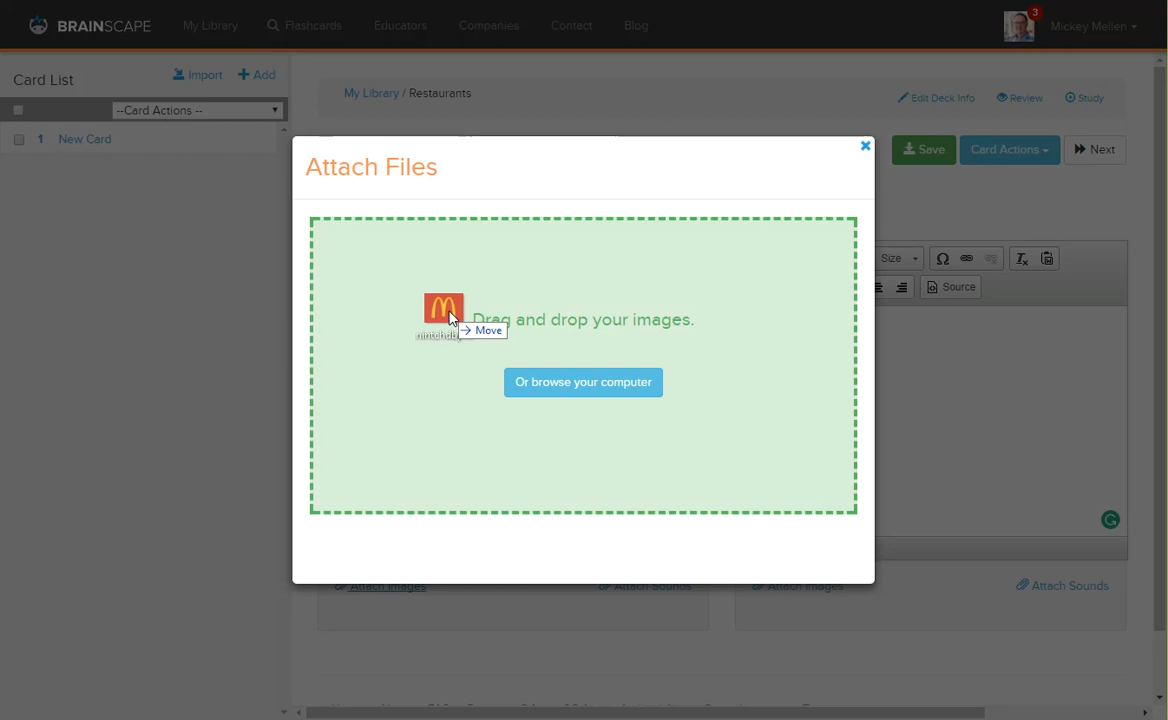 BRAINSCAPE
My Library
Flashcards
Educators
Companies
Contact
Blog
3
Mickey Mellen
Card List
Import
Add
--Card Actions --
1
New Card
My Library / Restaurants
Edit Deck Info
Review
Study
Save
Card Actions
Next
Attach Files
Size
Source
Drag and drop your images.
Move
Or browse your computer
Attach Images
Attach Sounds
Attach Images
Attach Sounds